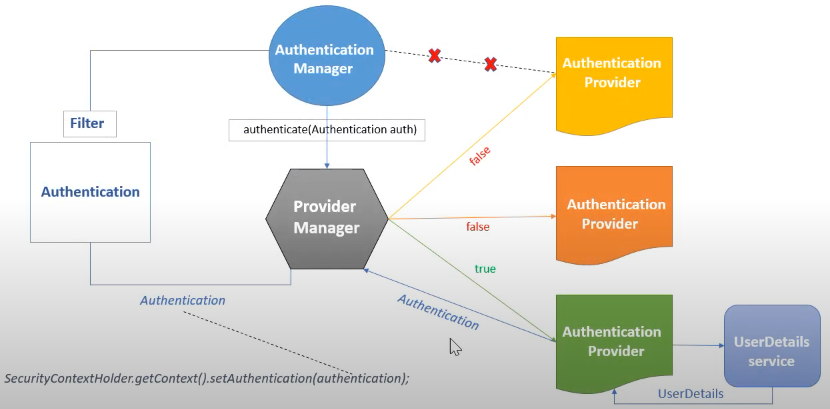 Authentication
Manager
Authentication
Provider
Filter
authenticate(Authentication auth)
false
Authentication
Provider
Manager
Authentication
Provider
false
true
Authentication
Authentication
Authentication
Provider
UserDetails
service
SecurityContextHolder.getContext().setAuthentication(authentication);
UserDetails